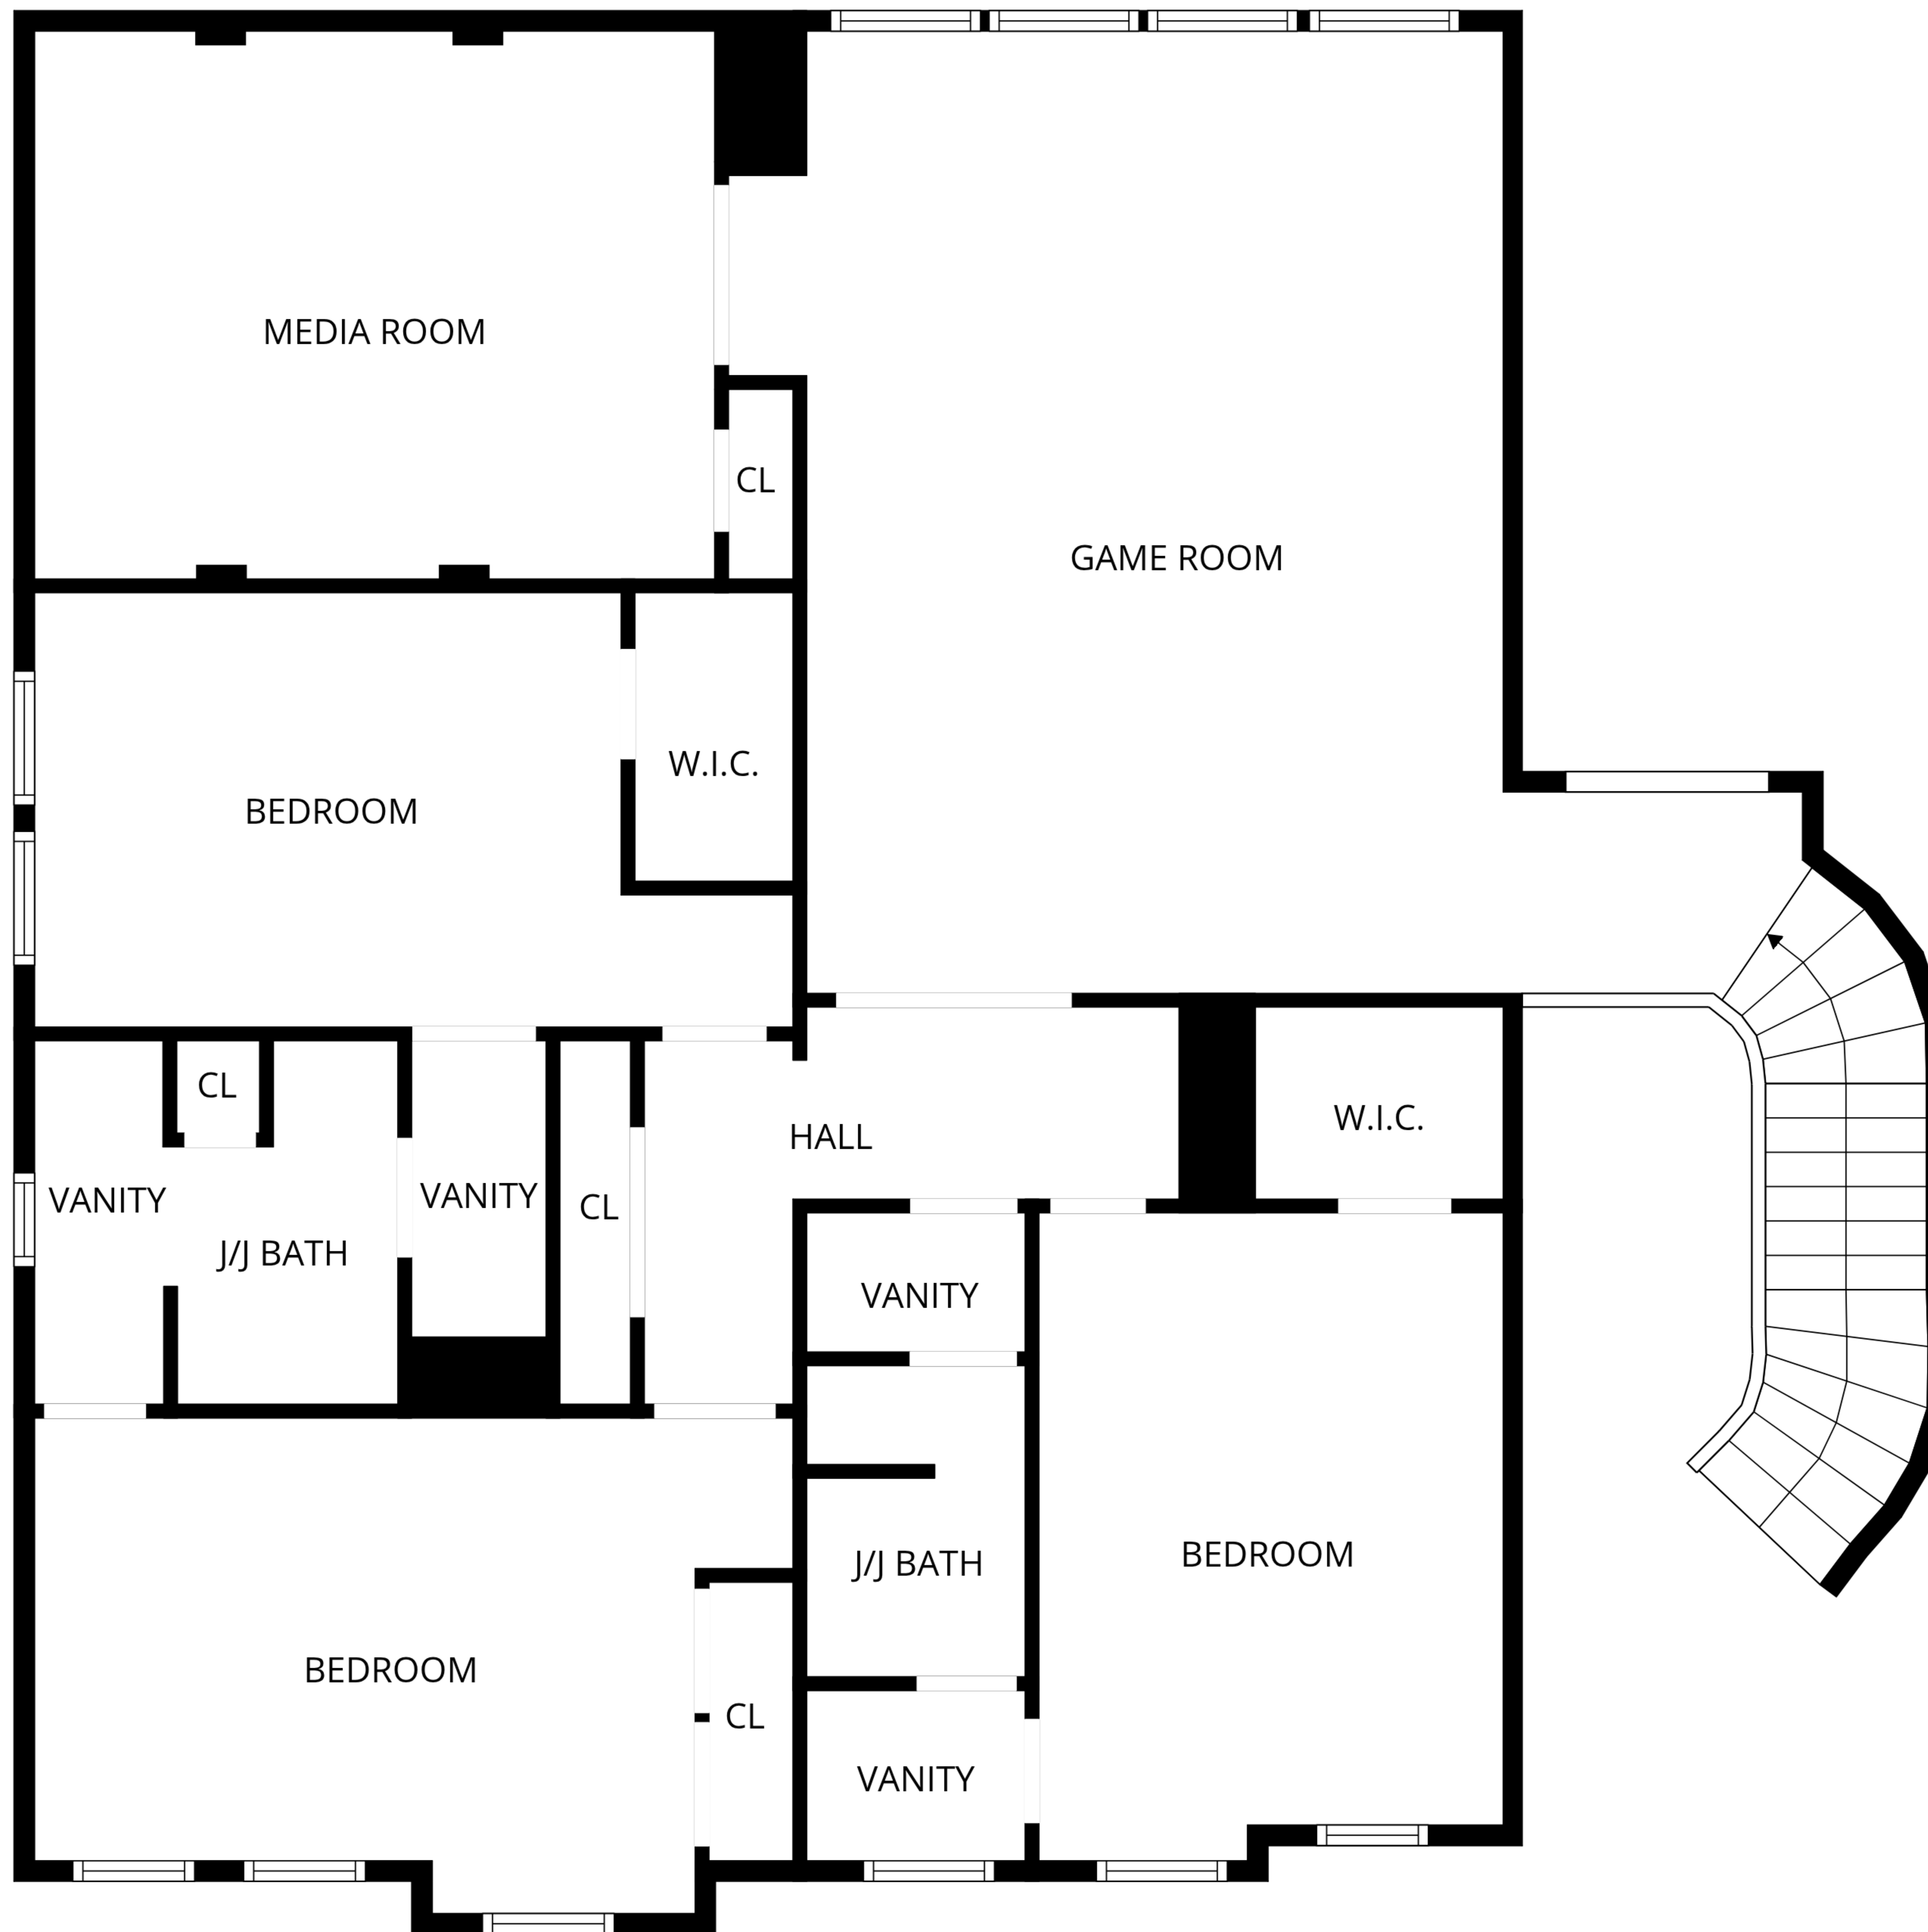 MEDIA ROOM
CL
GAME ROOM
W.I.C.
BEDROOM
CL
W.I.C.
HALL
VANITY
VANITY
CL
J/J BATH
VANITY
BEDROOM
J/J BATH
BEDROOM
CL
VANITY